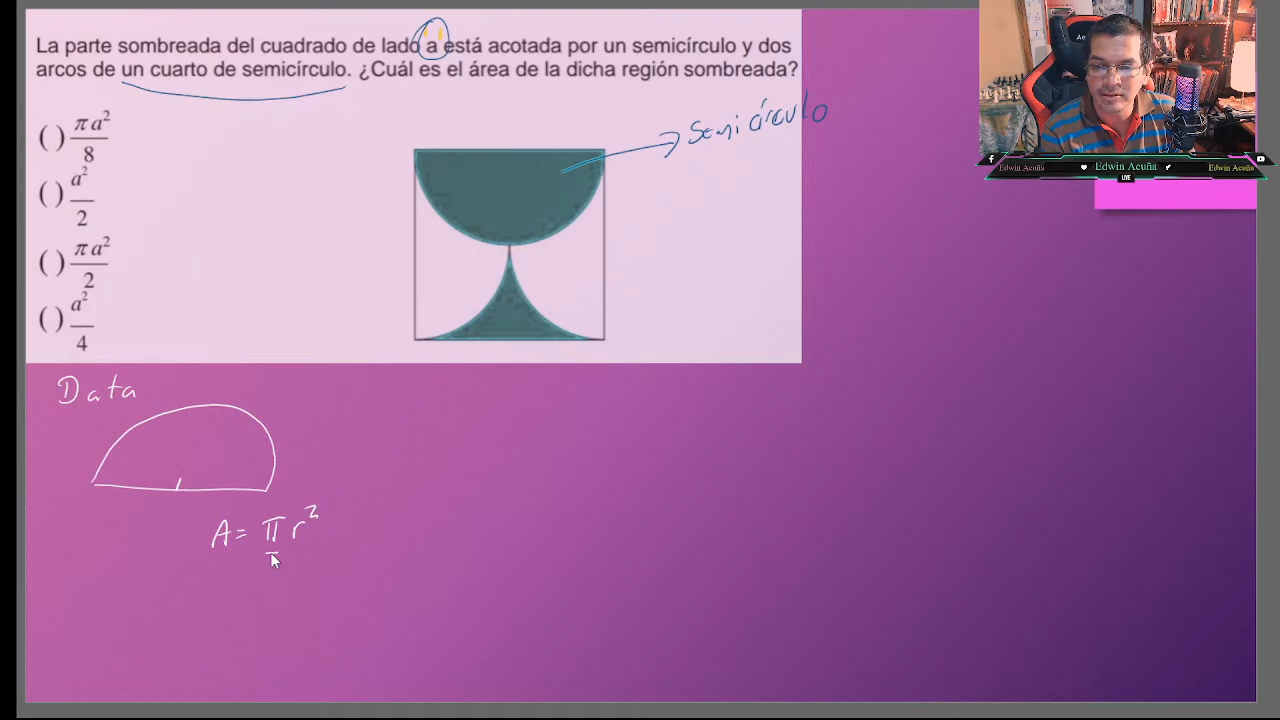 La parte sombreada del cuadrado de lado a está acotada por un semicírculo y dos
arcos de un cuarto de semicírculo. ¿Cuál es el área de la dicha región sombreada?
( ) πa²/8
( ) a²/2
( ) πa²/2
( ) a²/4
Semicírculo
Data
A = πr²
Edwin Acuña
Edwin Acuña
Edwin Acuña
LIVE